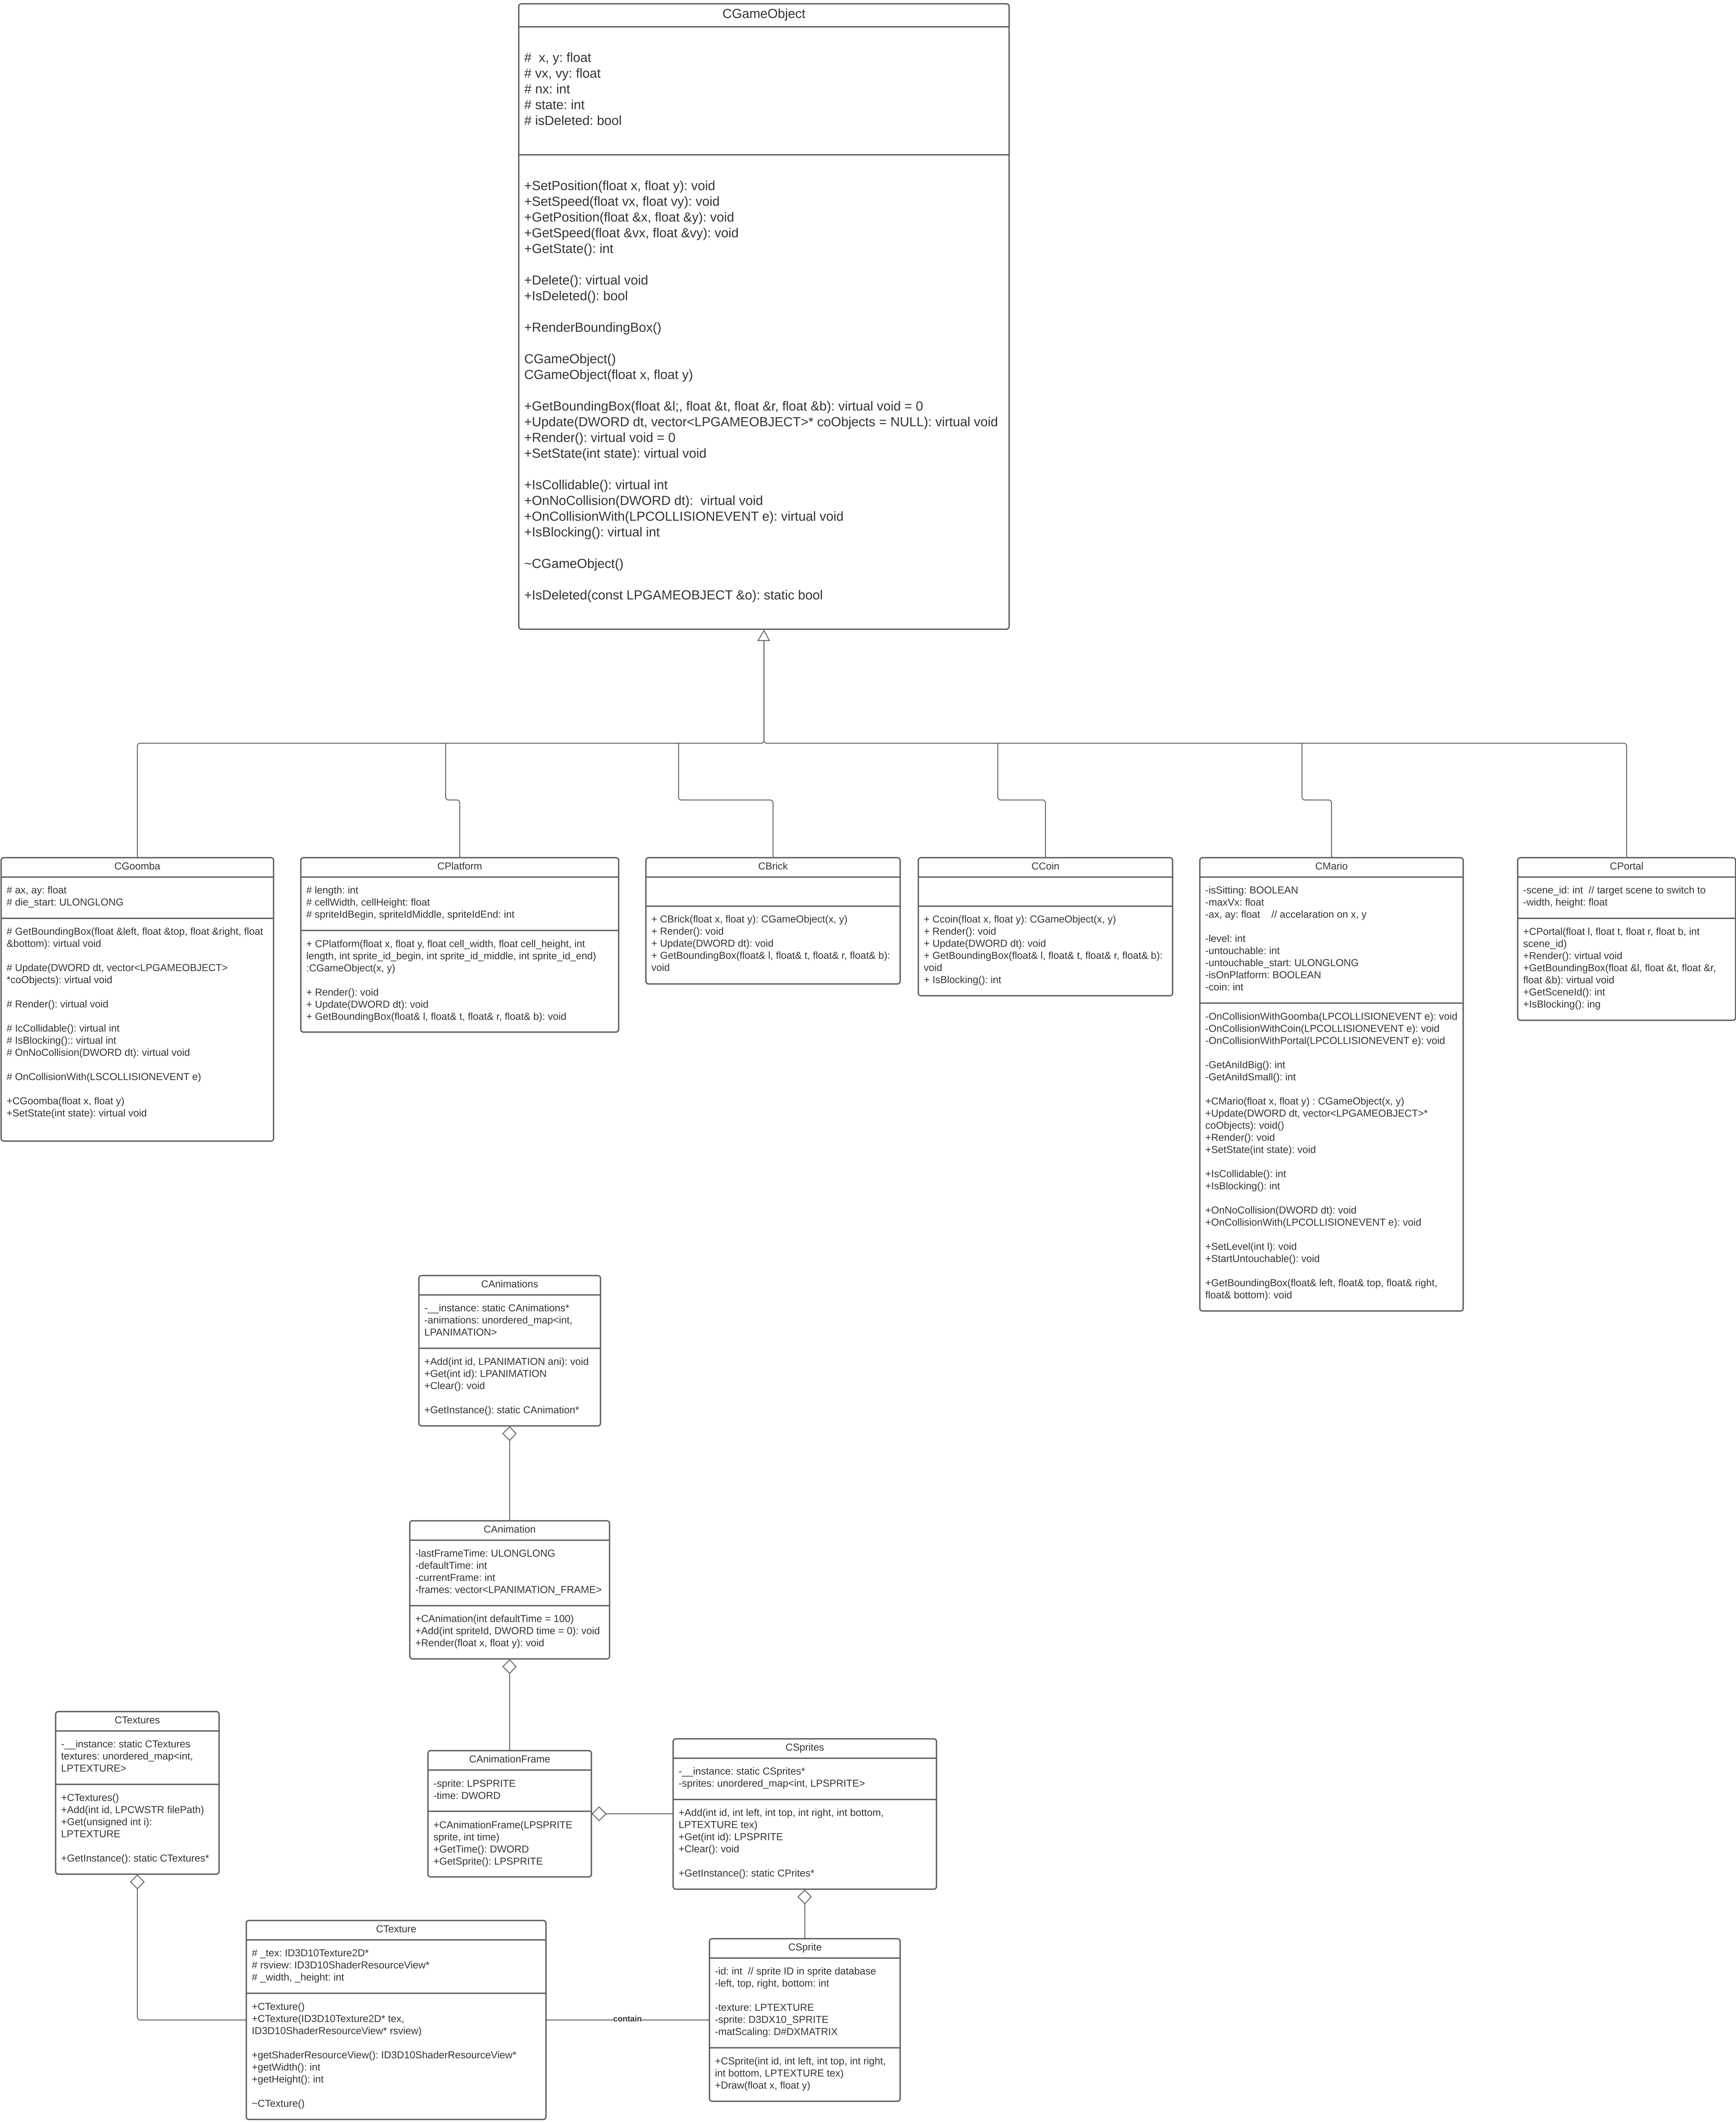 CGameObject
#  x, y: float
# vx, vy: float
# nx: int
# state: int
# isDeleted: bool
+SetPosition(float x, float y): void
+SetSpeed(float vx, float vy): void
+GetPosition(float &x, float &y): void
+GetSpeed(float &vx, float &vy): void
+GetState(): int
+Delete(): virtual void
+IsDeleted(): bool
+RenderBoundingBox()
CGameObject()
CGameObject(float x, float y)
+GetBoundingBox(float &l;, float &t, float &r, float &b): virtual void = 0
+Update(DWORD dt, vector<LPGAMEOBJECT>* coObjects = NULL): virtual void
+Render(): virtual void = 0
+SetState(int state): virtual void
+IsCollidable(): virtual int
+OnNoCollision(DWORD dt):  virtual void
+OnCollisionWith(LPCOLLISIONEVENT e): virtual void
+IsBlocking(): virtual int
~CGameObject()
+IsDeleted(const LPGAMEOBJECT &o): static bool
CGoomba
# ax, ay: float
# die_start: ULONGLONG
# GetBoundingBox(float &left, float &top, float &right, float
&bottom): virtual void
# Update(DWORD dt, vector<LPGAMEOBJECT>
*coObjects): virtual void
# Render(): virtual void
# IcCollidable(): virtual int
# IsBlocking():: virtual int
# OnNoCollision(DWORD dt): virtual void
# OnCollisionWith(LSCOLLISIONEVENT e)
+CGoomba(float x, float y)
+SetState(int state): virtual void
CPlatform
# length: int
# cellWidth, cellHeight: float
# spriteIdBegin, spriteIdMiddle, spriteIdEnd: int
+ CPlatform(float x, float y, float cell_width, float cell_height, int
length, int sprite_id_begin, int sprite_id_middle, int sprite_id_end)
:CGameObject(x, y)
+ Render(): void
+ Update(DWORD dt): void
+ GetBoundingBox(float& l, float& t, float& r, float& b): void
CBrick
+ CBrick(float x, float y): CGameObject(x, y)
+ Render(): void
+ Update(DWORD dt): void
+ GetBoundingBox(float& l, float& t, float& r, float& b):
void
CCoin
+ Ccoin(float x, float y): CGameObject(x, y)
+ Render(): void
+ Update(DWORD dt): void
+ GetBoundingBox(float& l, float& t, float& r, float& b):
void
+ IsBlocking(): int
CMario
-isSitting: BOOLEAN
-maxVx: float
-ax, ay: float    // accelaration on x, y
-level: int
-untouchable: int
-untouchable_start: ULONGLONG
-isOnPlatform: BOOLEAN
-coin: int
-OnCollisionWithGoomba(LPCOLLISIONEVENT e): void
-OnCollisionWithCoin(LPCOLLISIONEVENT e): void
-OnCollisionWithPortal(LPCOLLISIONEVENT e): void
-GetAniIdBig(): int
-GetAniIdSmall(): int
+CMario(float x, float y) : CGameObject(x, y)
+Update(DWORD dt, vector<LPGAMEOBJECT>*
coObjects): void()
+Render(): void
+SetState(int state): void
+IsCollidable(): int
+IsBlocking(): int
+OnNoCollision(DWORD dt): void
+OnCollisionWith(LPCOLLISIONEVENT e): void
+SetLevel(int l): void
+StartUntouchable(): void
+GetBoundingBox(float& left, float& top, float& right,
float& bottom): void
CPortal
-scene_id: int  // target scene to switch to
-width, height: float
+CPortal(float l, float t, float r, float b, int
scene_id)
+Render(): virtual void
+GetBoundingBox(float &l, float &t, float &r,
float &b): virtual void
+GetSceneId(): int
+IsBlocking(): ing
CAnimations
-__instance: static CAnimations*
-animations: unordered_map<int,
LPANIMATION>
+Add(int id, LPANIMATION ani): void
+Get(int id): LPANIMATION
+Clear(): void
+GetInstance(): static CAnimation*
CAnimation
-lastFrameTime: ULONGLONG
-defaultTime: int
-currentFrame: int
-frames: vector<LPANIMATION_FRAME>
+CAnimation(int defaultTime = 100)
+Add(int spriteId, DWORD time = 0): void
+Render(float x, float y): void
CTextures
-__instance: static CTextures
textures: unordered_map<int,
LPTEXTURE>
+CTextures()
+Add(int id, LPCWSTR filePath)
+Get(unsigned int i):
LPTEXTURE
+GetInstance(): static CTextures*
CAnimationFrame
-sprite: LPSPRITE
-time: DWORD
+CAnimationFrame(LPSPRITE
sprite, int time)
+GetTime(): DWORD
+GetSprite(): LPSPRITE
CSprites
-__instance: static CSprites*
-sprites: unordered_map<int, LPSPRITE>
+Add(int id, int left, int top, int right, int bottom,
LPTEXTURE tex)
+Get(int id): LPSPRITE
+Clear(): void
+GetInstance(): static CPrites*
CTexture
# _tex: ID3D10Texture2D*
# rsview: ID3D10ShaderResourceView*
# _width, _height: int
+CTexture()
+CTexture(ID3D10Texture2D* tex,
ID3D10ShaderResourceView* rsview)
+getShaderResourceView(): ID3D10ShaderResourceView*
+getWidth(): int
+getHeight(): int
~CTexture()
contain
CSprite
-id: int  // sprite ID in sprite database
-left, top, right, bottom: int
-texture: LPTEXTURE
-sprite: D3DX10_SPRITE
-matScaling: D#DXMATRIX
+CSprite(int id, int left, int top, int right,
int bottom, LPTEXTURE tex)
+Draw(float x, float y)